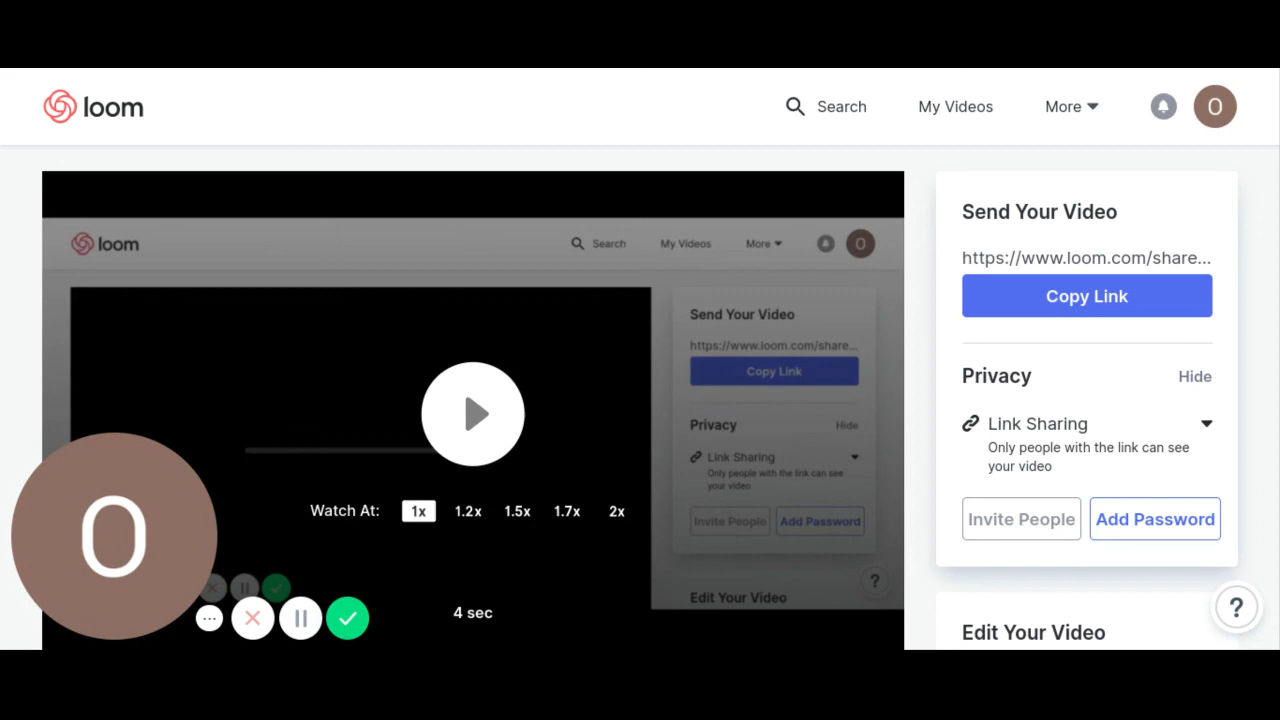 loom
Search
My Videos
More
O
Send Your Video
https://www.loom.com/share...
Copy Link
Privacy
Hide
Link Sharing
Only people with the link can see
your video
Invite People
Add Password
Edit Your Video
?
loom
Search
My Videos
More
O
Send Your Video
https://www.loom.com/share...
Copy Link
Privacy
Hide
Link Sharing
Only people with the link can see
your video
Invite People
Add Password
Edit Your Video
?
Watch At: 1x 1.2x 1.5x 1.7x 2x
4 sec
O